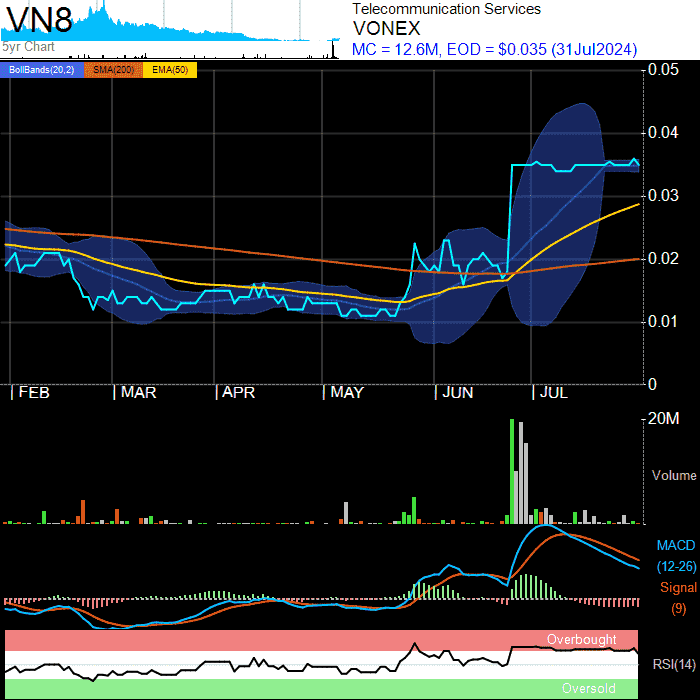 VN8
5yr Chart
Telecommunication Services
VONEX
MC = 12.6M, EOD = $0.035 (31Jul2024)
BollBands(20,2) SMA(200) EMA(50)
0.05
0.04
0.03
0.02
0.01
0
FEB MAR APR MAY JUN JUL
20M
Volume
MACD
(12-26)
Signal
(9)
Overbought
RSI(14)
Oversold